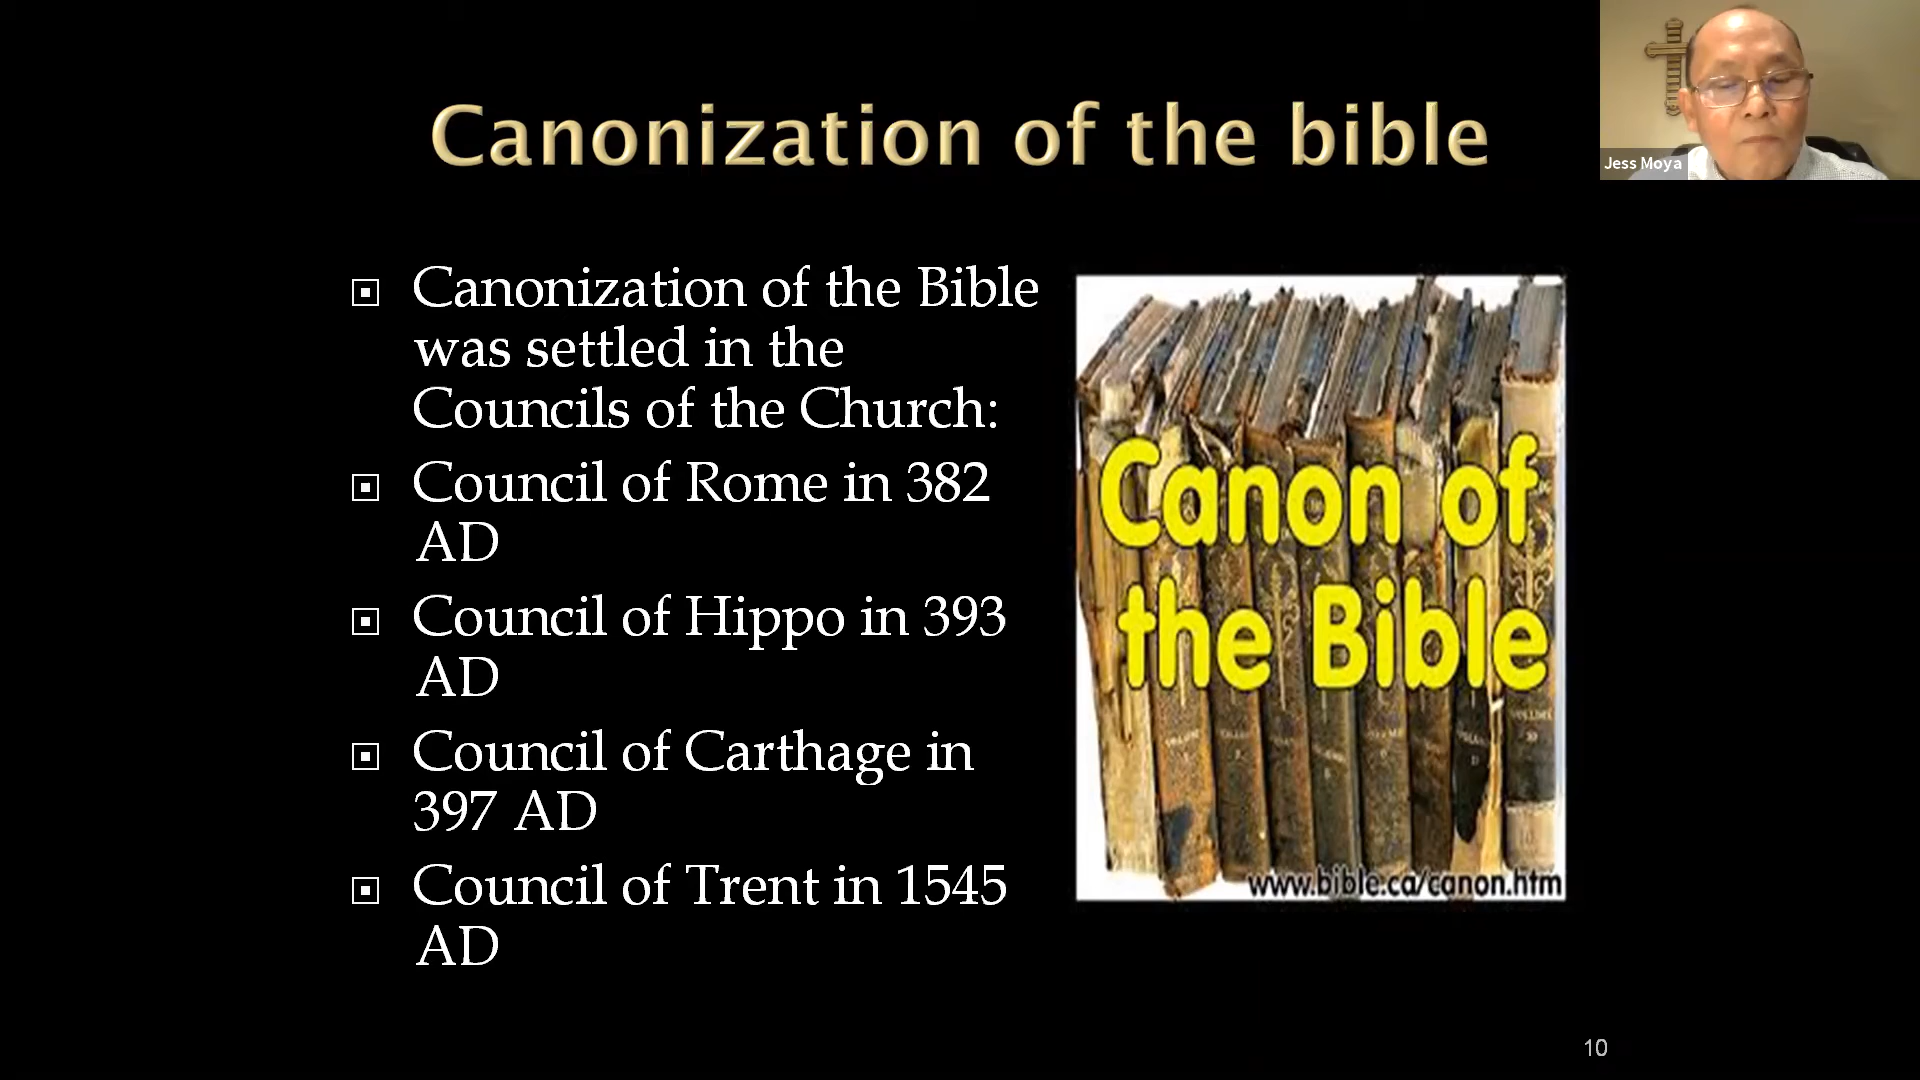 Canonization of the bible
Jess Moya
Canonization of the Bible
was settled in the
Councils of the Church:
Council of Rome in 382
AD
Council of Hippo in 393
AD
Council of Carthage in
397 AD
Council of Trent in 1545
AD
Canon of
the Bible
www.bible.ca/canon.htm
10